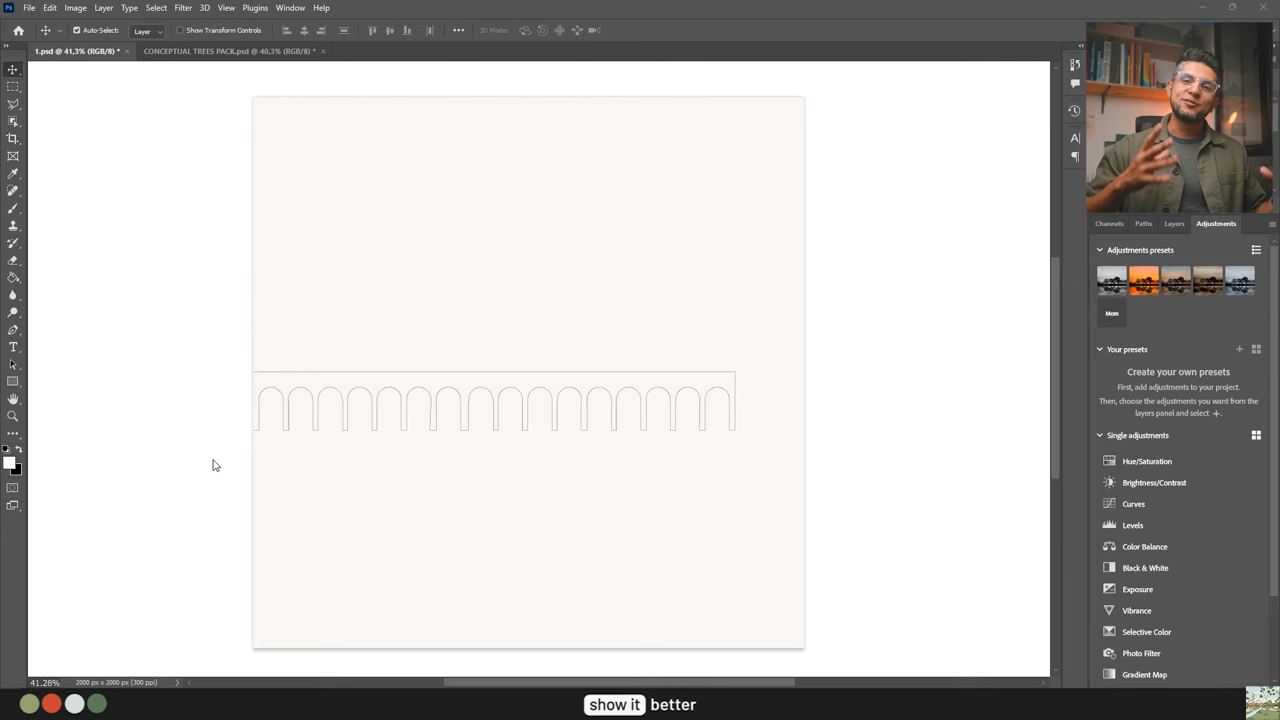 Ps File Edit Image Layer Type Select Filter 3D View Plugins Window Help
Auto-Select: Layer Show Transform Controls 3D Mode:
1.psd @ 41,3% (RGB/8) * × CONCEPTUAL TREES PACK.psd @ 40,3% (RGB/8) * ×
Channels Paths Layers Adjustments
Adjustments presets
More
Your presets
Create your own presets
First, add adjustments to your project.
Then, choose the adjustments you want from the
layers panel and select +.
Single adjustments
Hue/Saturation
Brightness/Contrast
Curves
Levels
Color Balance
Black & White
Exposure
Vibrance
Selective Color
Photo Filter
Gradient Map
41.28% 2000 px x 2000 px (300 ppi)
show it better